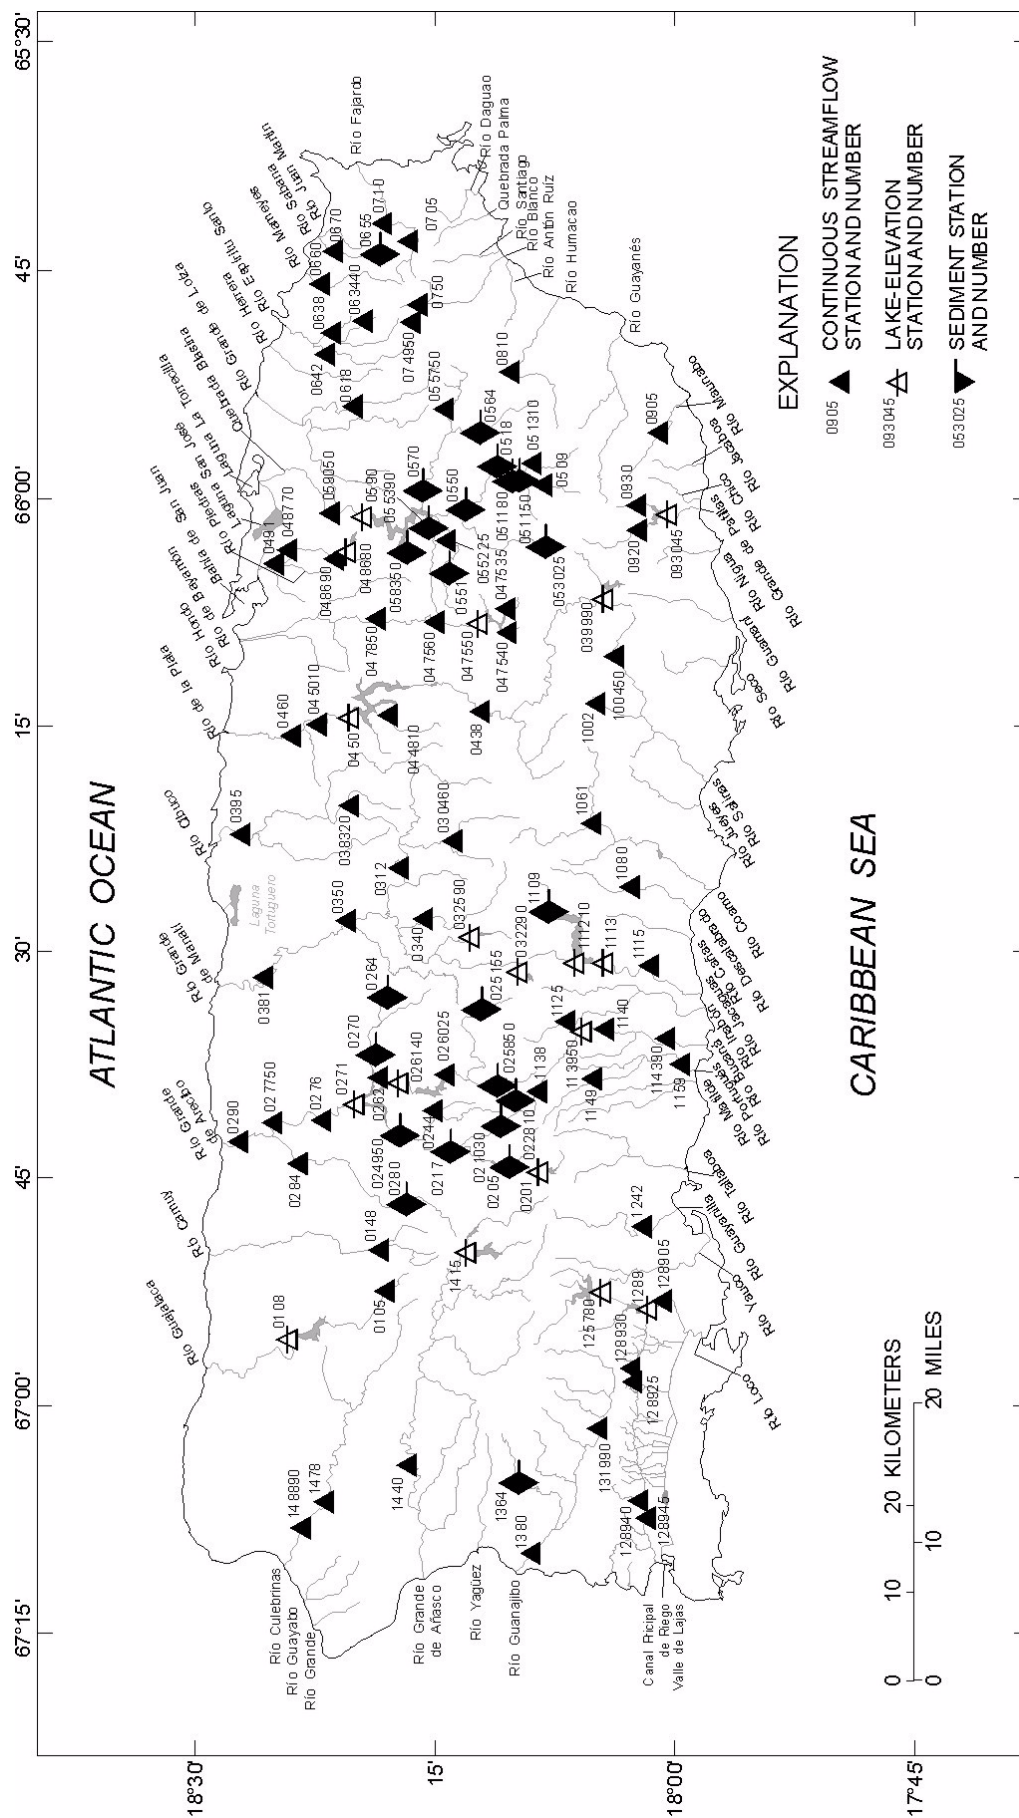 67°15'
67°00'
45'
30'
15'
66°00'
45'
65°30'
18°30'
15'
18°00'
17°45'
ATLANTIC OCEAN
CARIBBEAN SEA
Río Culebrinas
Río Guayabo
Río Grande
Río Grande
de Añasco
Río Yagüez
Río Guanajibo
de Riego
Valle de Lajas
Río Guajataca
Río Camuy
Río Grande
de Arecibo
Río Grande
de Manatí
Laguna
Tortuguero
Río de la Plata
Río Hondo
Río de Bayamón
Bahía de San Juan
Río Piedras
Laguna San José
Laguna La Torrecilla
Quebrada Blasina
Río Grande de Loíza
Río Herrera
Río Espíritu Santo
Río Mameyes
Río Sabana
Río Juan Martín
Río Fajardo
Río Daguao
Quebrada Palma
Río Santiago
Río Blanco
Río Antón Ruíz
Río Humacao
Río Guayanés
Río Maunabo
Río Jacaboa
Río Chico
Río Grande de Patillas
Río Nigua
Río Guamaní
Río Seco
Río Salinas
Río Jueyes
Río Coamo
Río Descalabrado
Río Cañas
Río Jacaguas
Río Inabón
Río Bucaná
Río Portugués
Río Matilde
Río Tallaboa
Río Guayanilla
Río Yauco
Río Loco
148890
1478
1440
1364
1380
131990
128940
128945
128925
128930
1289
128905
125780
1242
0108
0105
0148
1415
0284
0290
027750
0276
0271
0270
0262
026140
026025
0264
024950
0280
0244
0217
021030
0205
0201
022810
025850
025155
1138
1149
113950
1125
1140
114390
1159
0381
0350
0340
032590
032290
1109
111210
1113
1115
1080
1061
0395
038320
0312
030460
0460
045010
0450
044810
0438
1002
100450
039990
047850
047560
047550
047540
047535
0491
048770
048690
048680
059050
0590
058350
055390
0551
055225
0570
0550
053025
051180
051150
0518
051310
0509
0564
055750
0920
0930
093045
0905
0810
0618
0642
0638
063440
0660
0670
0655
0710
0705
074950
0750
EXPLANATION
0905
CONTINUOUS STREAMFLOW
STATION AND NUMBER
093045
LAKE-ELEVATION
STATION AND NUMBER
053025
SEDIMENT STATION
AND NUMBER
0 10 20 KILOMETERS
0 10 20 MILES